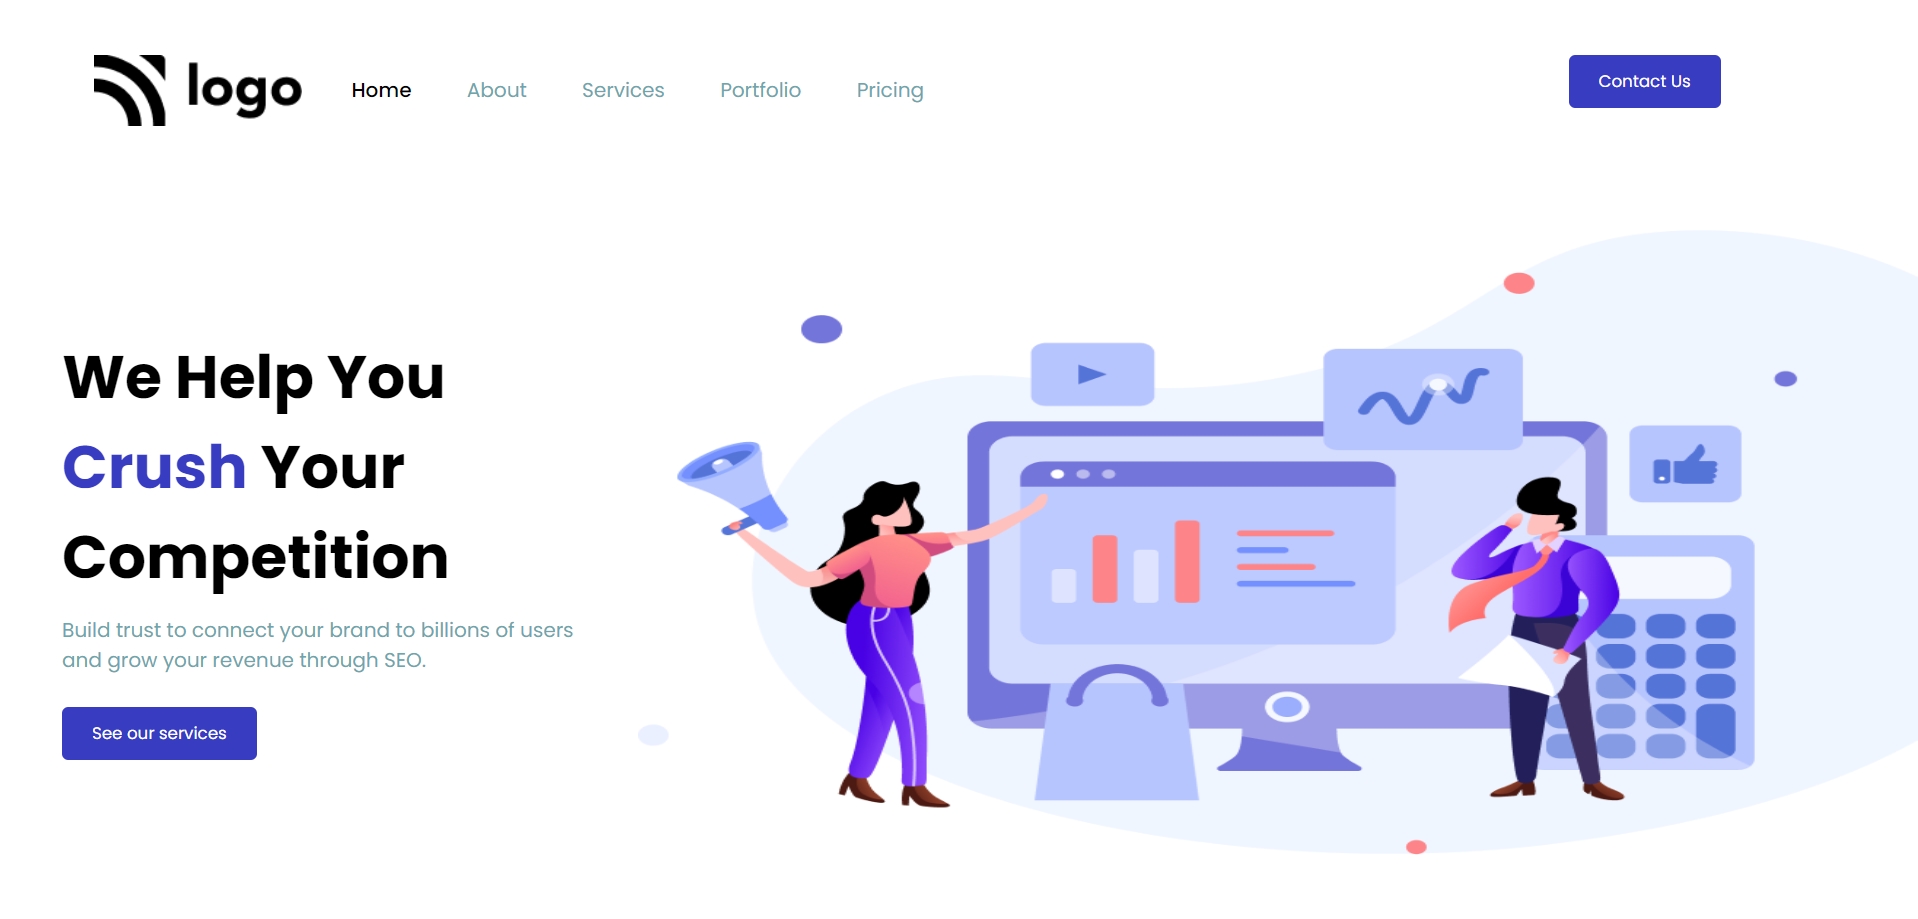 logo
Home
About
Services
Portfolio
Pricing
Contact Us
We Help You
Crush Your
Competition
Build trust to connect your brand to billions of users
and grow your revenue through SEO.
See our services